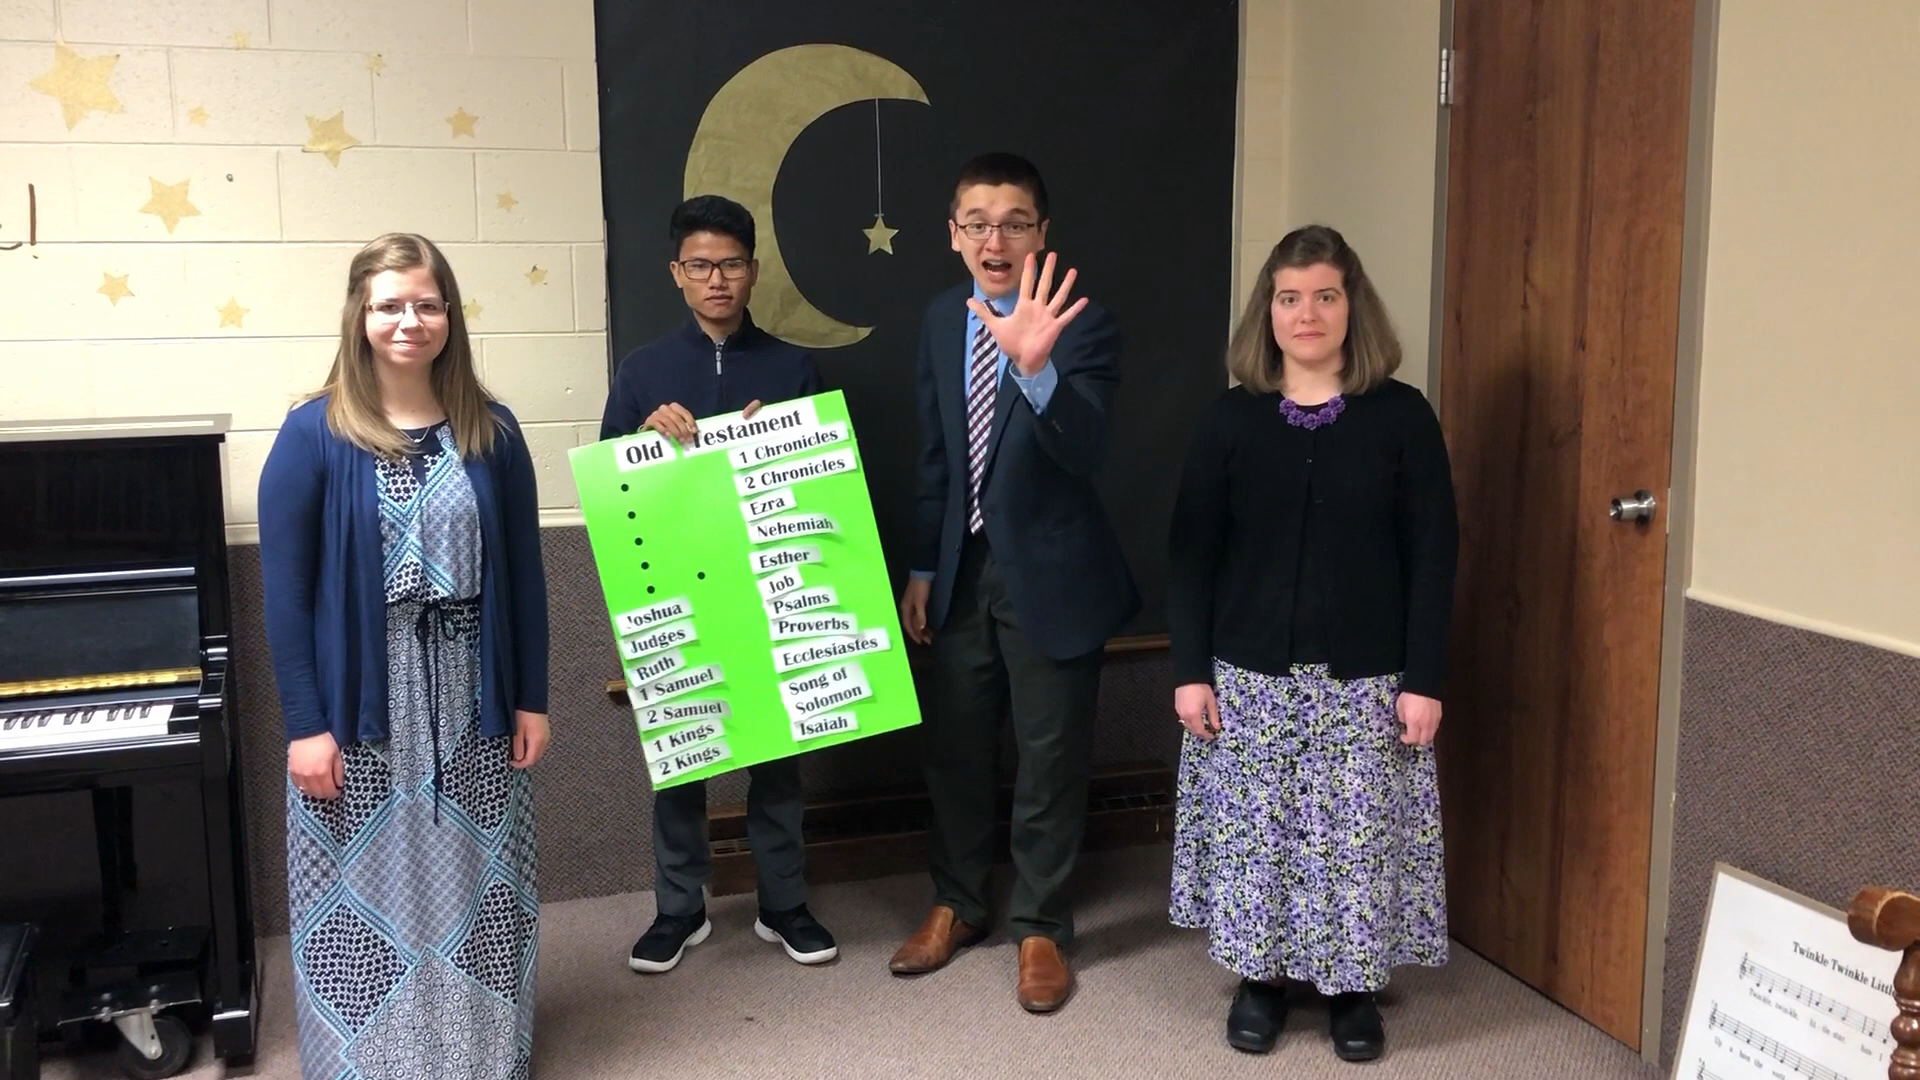 Old Testament
Joshua
Judges
Ruth
1 Samuel
2 Samuel
1 Kings
2 Kings
1 Chronicles
2 Chronicles
Ezra
Nehemiah
Esther
Job
Psalms
Proverbs
Ecclesiastes
Song of
Solomon
Isaiah
Twinkle Twinkle Littl